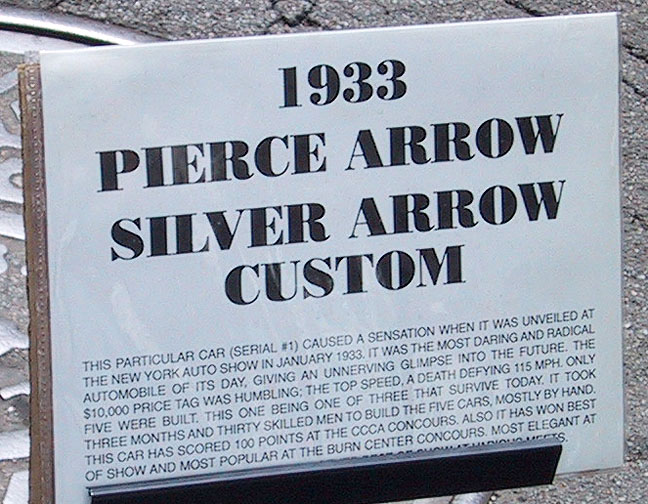 1933
PIERCE ARROW
SILVER ARROW
CUSTOM
THIS PARTICULAR CAR (SERIAL #1) CAUSED A SENSATION WHEN IT WAS UNVEILED AT
THE NEW YORK AUTO SHOW IN JANUARY 1933. IT WAS THE MOST DARING AND RADICAL
AUTOMOBILE OF ITS DAY, GIVING AN UNNERVING GLIMPSE INTO THE FUTURE. THE
$10,000 PRICE TAG WAS HUMBLING; THE TOP SPEED, A DEATH DEFYING 115 MPH. ONLY
FIVE WERE BUILT. THIS ONE BEING ONE OF THREE THAT SURVIVE TODAY. IT TOOK
THREE MONTHS AND THIRTY SKILLED MEN TO BUILD THE FIVE CARS, MOSTLY BY HAND.
THIS CAR HAS SCORED 100 POINTS AT THE CCCA CONCOURS. ALSO IT HAS WON BEST
OF SHOW AND MOST POPULAR AT THE BURN CENTER CONCOURS. MOST ELEGANT AT